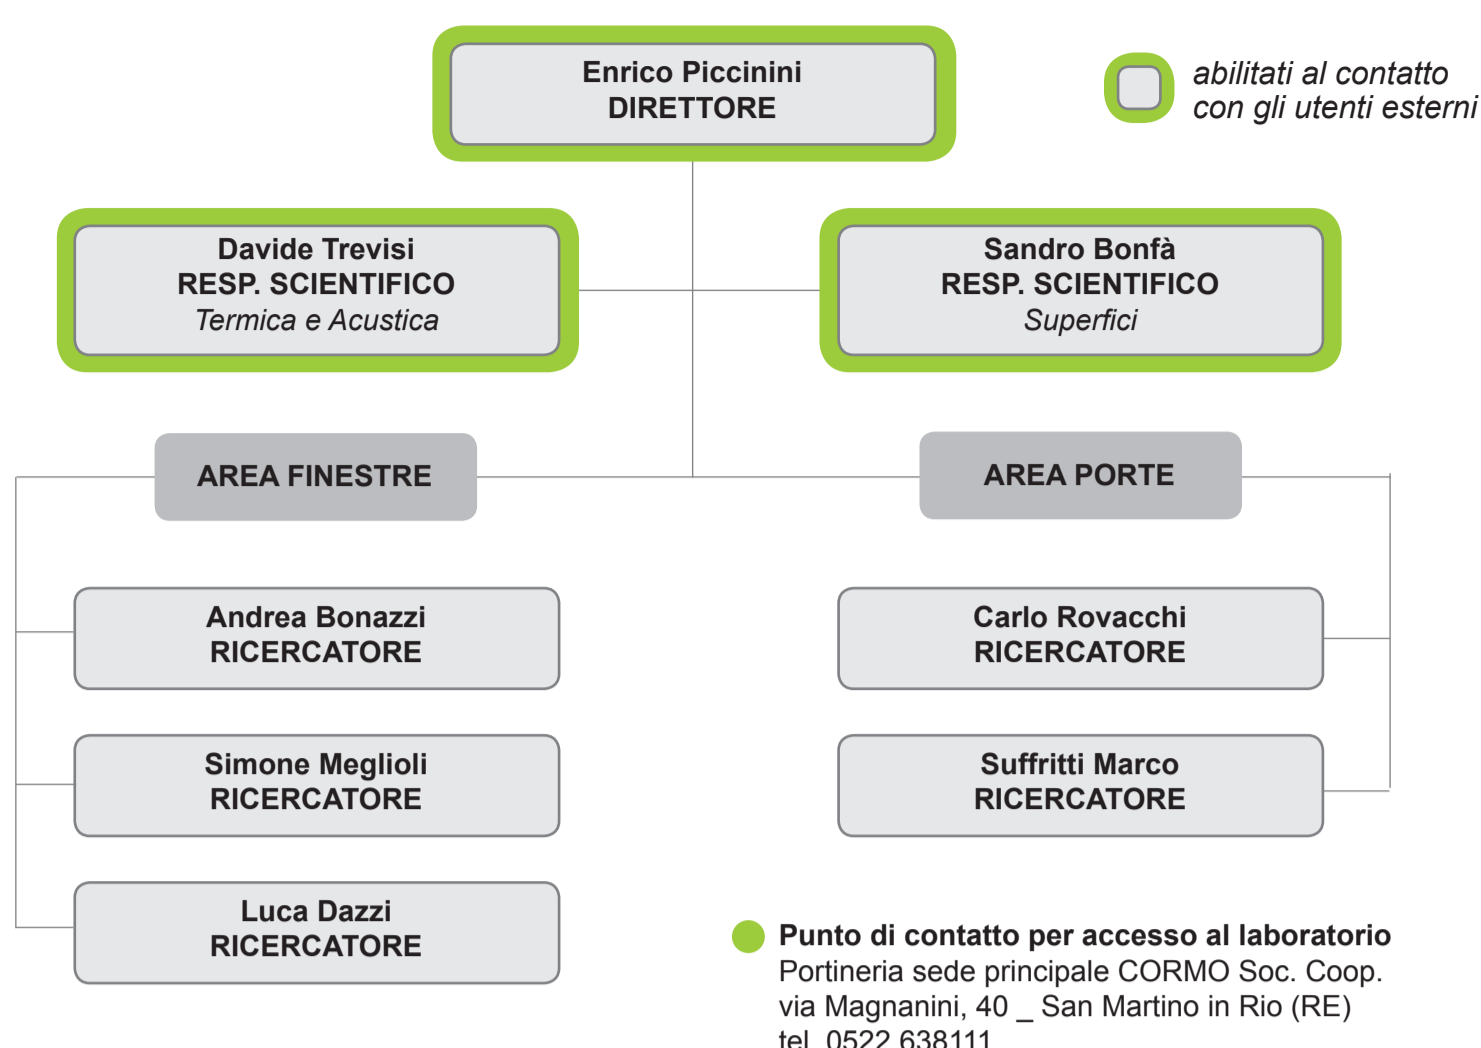 Enrico Piccinini
DIRETTORE
abilitati al contatto
con gli utenti esterni
Davide Trevisi
RESP. SCIENTIFICO
Termica e Acustica
Sandro Bonfà
RESP. SCIENTIFICO
Superfici
AREA FINESTRE
AREA PORTE
Andrea Bonazzi
RICERCATORE
Carlo Rovacchi
RICERCATORE
Simone Meglioli
RICERCATORE
Suffritti Marco
RICERCATORE
Luca Dazzi
RICERCATORE
Punto di contatto per accesso al laboratorio
Portineria sede principale CORMO Soc. Coop.
via Magnanini, 40 _ San Martino in Rio (RE)
tel. 0522 638111